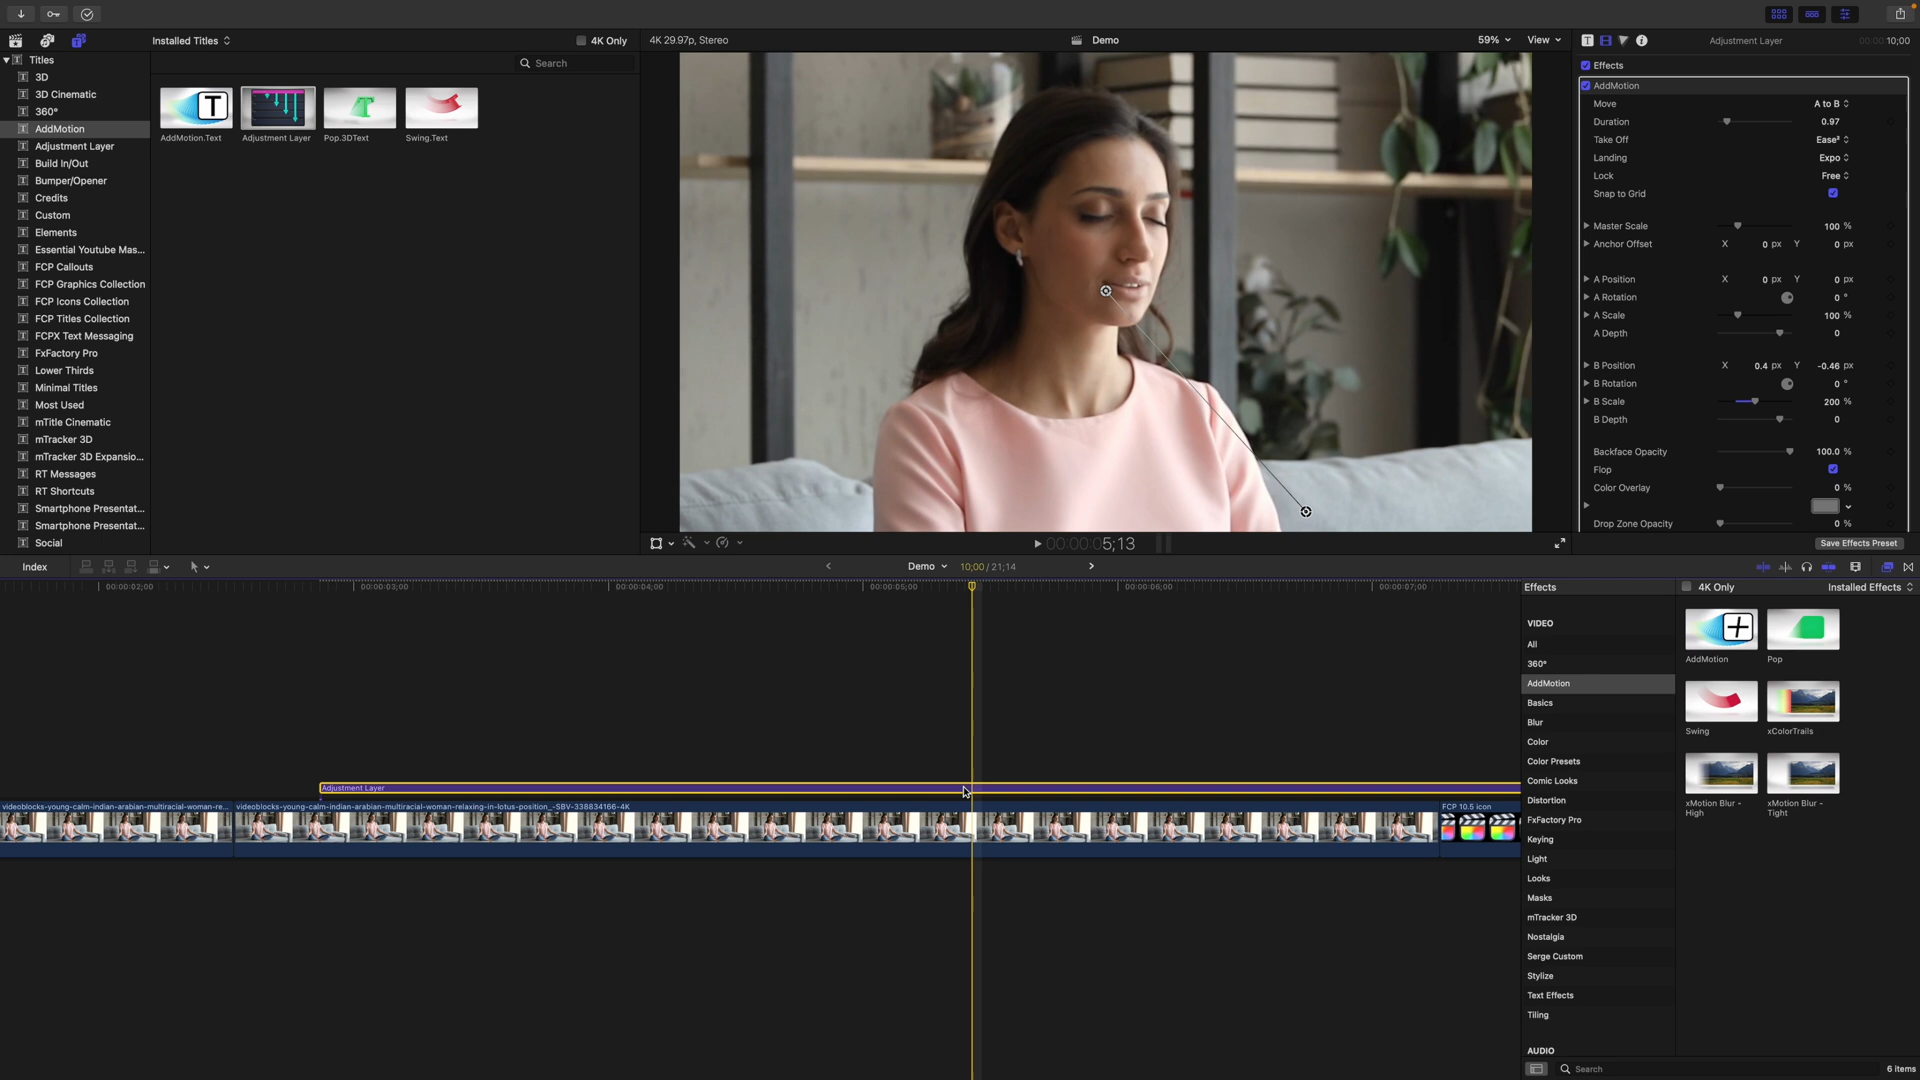 Installed Titles
4K Only
4K 29.97p, Stereo
Demo
59%
View
Adjustment Layer
00:00:10;00
Search
Titles
3D
3D Cinematic
360°
AddMotion
Adjustment Layer
Build In/Out
Bumper/Opener
Credits
Custom
Elements
Essential Youtube Mas...
FCP Callouts
FCP Graphics Collection
FCP Icons Collection
FCP Titles Collection
FCPX Text Messaging
FxFactory Pro
Lower Thirds
Minimal Titles
Most Used
mTitle Cinematic
mTracker 3D
mTracker 3D Expansio...
RT Messages
RT Shortcuts
Smartphone Presentat...
Smartphone Presentat...
Social
T
T
AddMotion.Text
Adjustment Layer
Pop.3DText
Swing.Text
Effects
AddMotion
Move A to B
Duration 0.97
Take Off Ease²
Landing Expo
Lock Free
Snap to Grid
Master Scale 100 %
Anchor Offset X 0 px Y 0 px
A Position X 0 px Y 0 px
A Rotation 0 °
A Scale 100 %
A Depth 0
B Position X 0.4 px Y -0.46 px
B Rotation 0 °
B Scale 200 %
B Depth 0
Backface Opacity 100.0 %
Flop
Color Overlay 0 %
Drop Zone Opacity 0 %
Save Effects Preset
00:00:05;13
Index
Demo
10;00 / 21;14
00:00:02;00
00:00:03;00
00:00:04;00
00:00:05;00
00:00:06;00
00:00:07;00
Adjustment Layer
videoblocks-young-calm-indian-arabian-multiracial-woman-re...
videoblocks-young-calm-indian-arabian-multiracial-woman-relaxing-in-lotus-position_-SBV-338834166-4K
FCP 10.5 icon
Effects
4K Only
Installed Effects
VIDEO
All
360°
AddMotion
Basics
Blur
Color
Color Presets
Comic Looks
Distortion
FxFactory Pro
Keying
Light
Looks
Masks
mTracker 3D
Nostalgia
Serge Custom
Stylize
Text Effects
Tiling
AUDIO
AddMotion
Pop
Swing
xColorTrails
xMotion Blur - High
xMotion Blur - Tight
Search
6 items